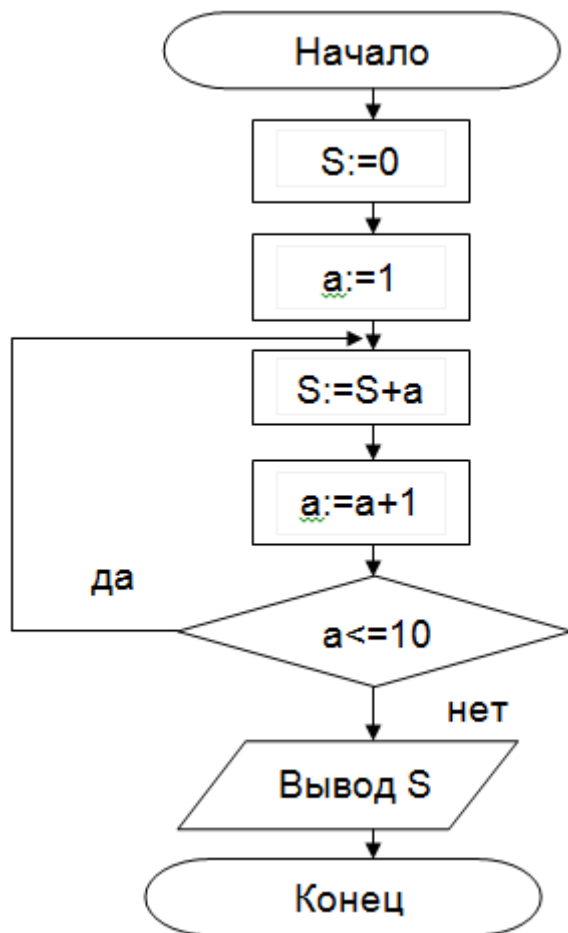 Начало
S:=0
a:=1
S:=S+a
a:=a+1
да
a<=10
нет
Вывод S
Конец